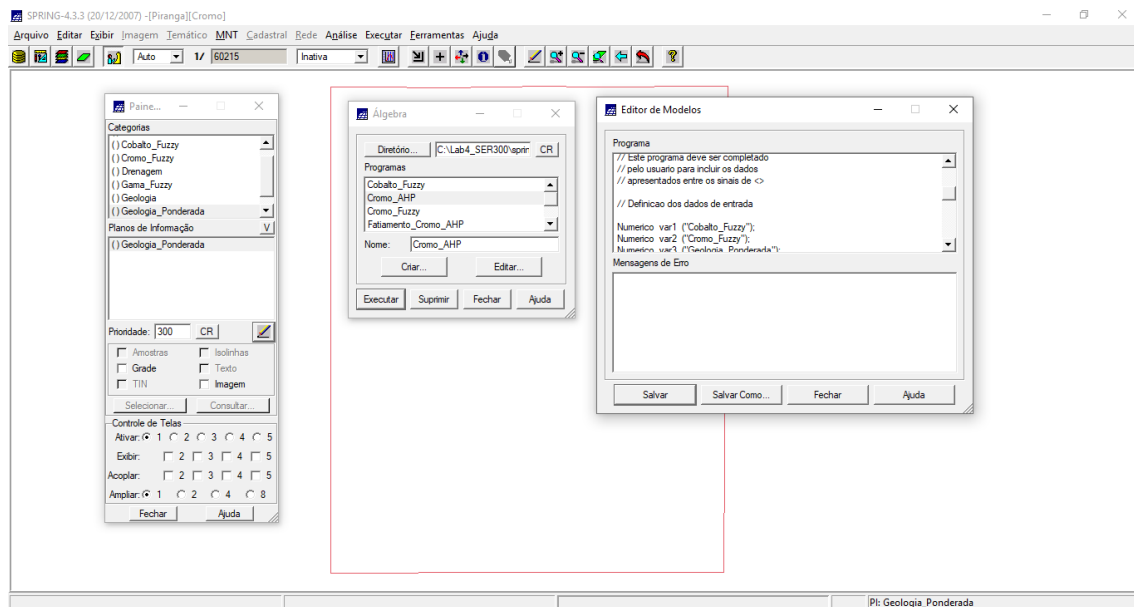 SPRING-4.3.3 (20/12/2007) -[Piranga][Cromo]
Arquivo Editar Exibir Imagem Temático MNT Cadastral Rede Análise Executar Ferramentas Ajuda
Auto 1/ 60215 Inativa
Paine...
Categorias
( ) Cobalto_Fuzzy
( ) Cromo_Fuzzy
( ) Drenagem
( ) Gama_Fuzzy
( ) Geologia
( ) Geologia_Ponderada
Planos de Informação V
( ) Geologia_Ponderada
Prioridade: 300 CR
Amostras Isolinhas
Grade Texto
TIN Imagem
Selecionar... Consultar...
Controle de Telas
Ativar: 1 2 3 4 5
Exibir: 2 3 4 5
Acoplar: 2 3 4 5
Ampliar: 1 2 4 8
Fechar Ajuda
Álgebra
Diretório... C:\Lab4_SER300\sprin CR
Programas
Cobalto_Fuzzy
Cromo_AHP
Cromo_Fuzzy
Fatiamento_Cromo_AHP
Nome: Cromo_AHP
Criar... Editar...
Executar Suprimir Fechar Ajuda
Editor de Modelos
Programa
// Este programa deve ser completado
// pelo usuario para incluir os dados
// apresentados entre os sinais de <>
// Definicao dos dados de entrada
Numerico var1 ("Cobalto_Fuzzy");
Numerico var2 ("Cromo_Fuzzy");
Numerico var3 ("Geologia_Ponderada");
Mensagens de Erro
Salvar Salvar Como... Fechar Ajuda
PI: Geologia_Ponderada